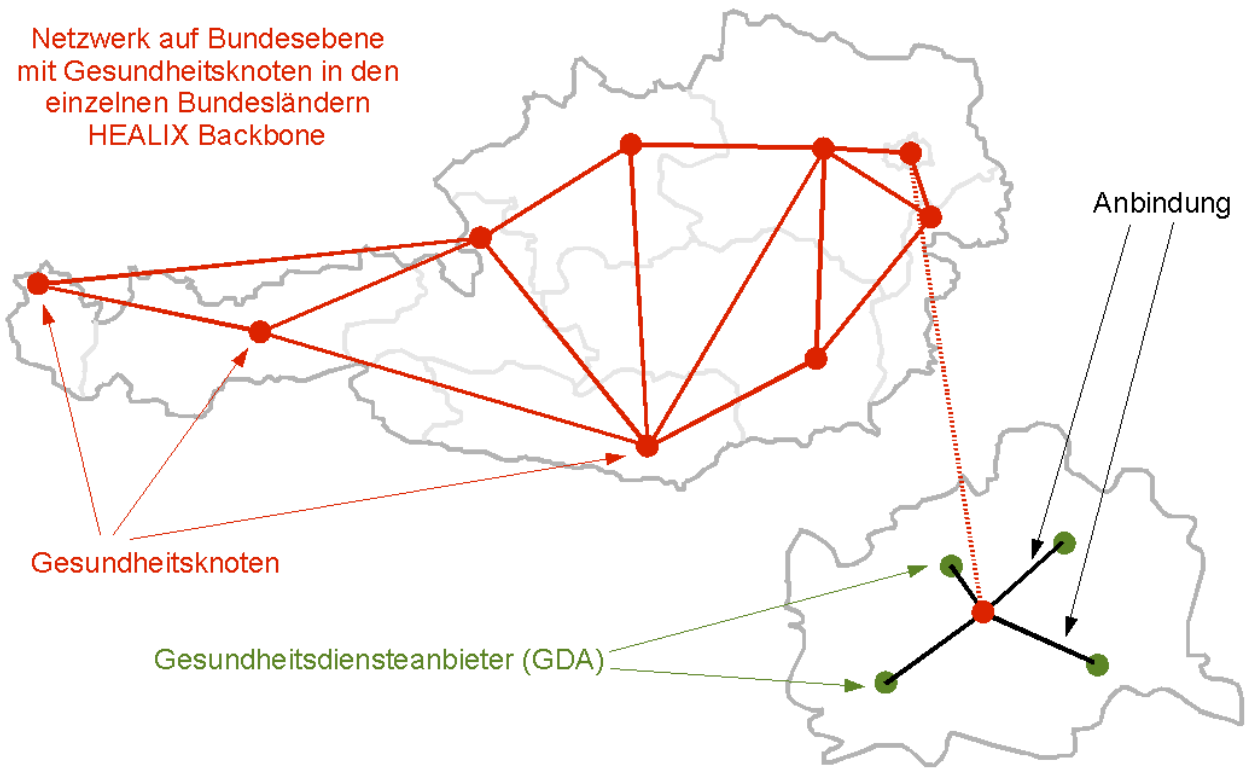 Netzwerk auf Bundesebene
mit Gesundheitsknoten in den
einzelnen Bundesländern
HEALIX Backbone
Anbindung
Gesundheitsknoten
Gesundheitsdiensteanbieter (GDA)